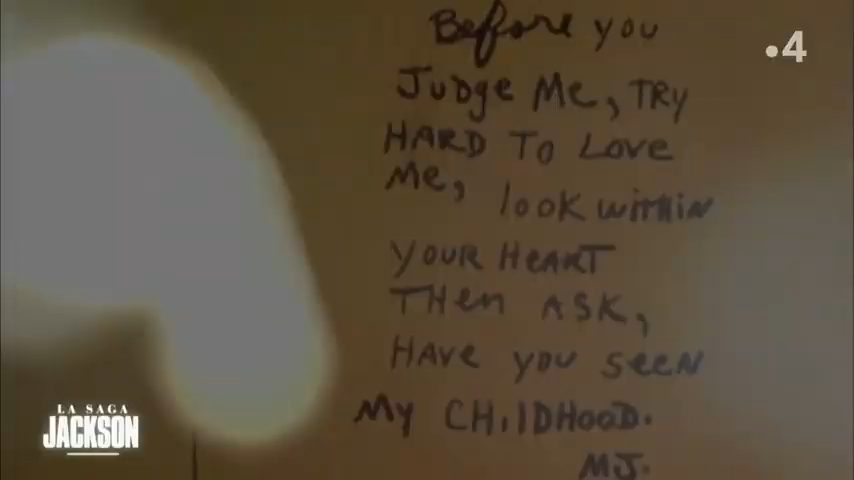 Before you
Judge Me, TRY
HARD TO Love
Me, look within
YOUR HEART
THen ASK,
HAVe you seen
My CHilDHOOD.
MJ.
•4
LA SAGA
JACKSON